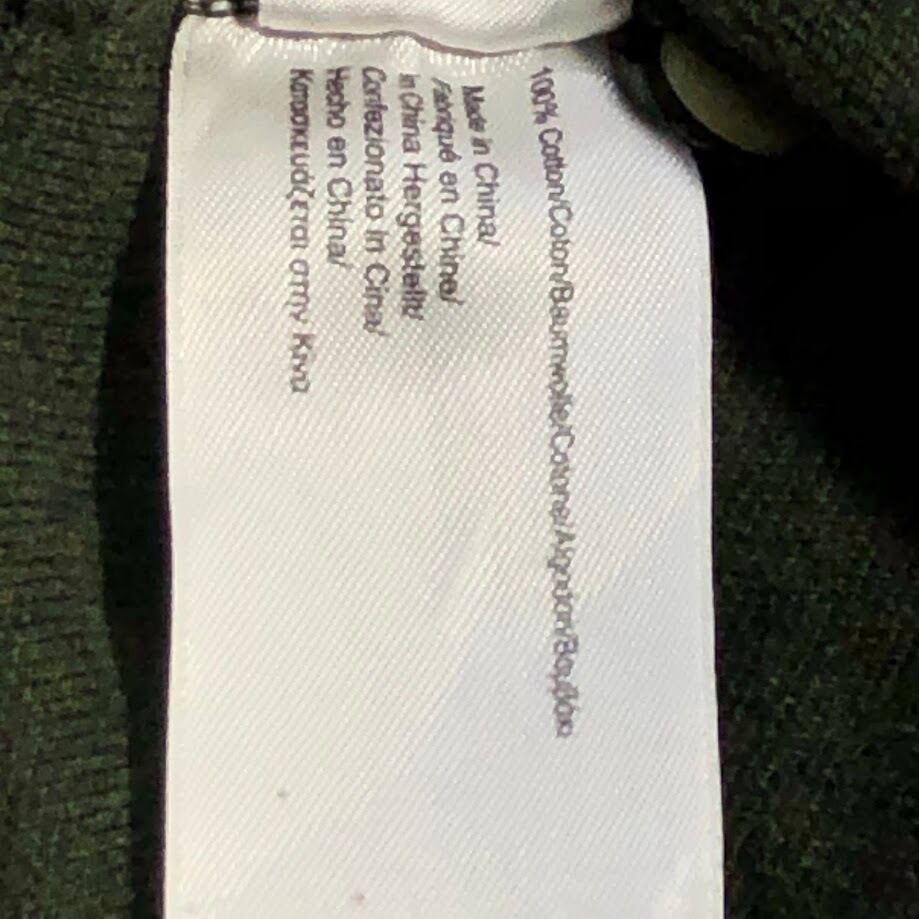 100% Cotton/Coton/Baumwolle/Cotone/Algodon/Βαμβάκι
Made in China/
Fabriqué en Chine/
In China Hergestellt/
Confezionato In Cina/
Hecho en China/
Κατασκευάζεται στην Κίνα